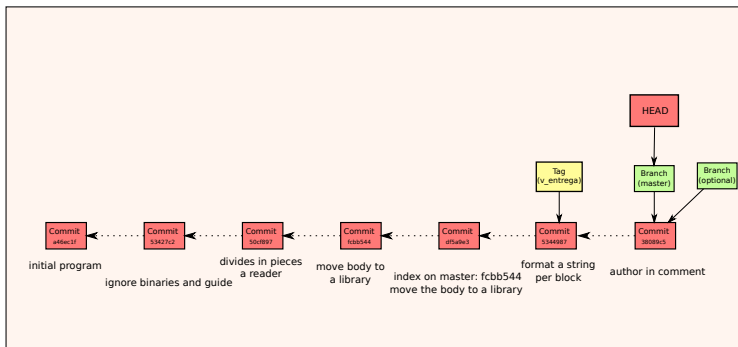 HEAD
Tag
(v_entrega)
Branch
(master)
Branch
(optional)
Commit
a46ec1f
Commit
53427c2
Commit
50cf897
Commit
fcbb544
Commit
df5a9e3
Commit
5344987
Commit
38089c5
initial program
ignore binaries and guide
divides in pieces
a reader
move body to
a library
index on master: fcbb544
move the body to a library
format a string
per block
author in comment